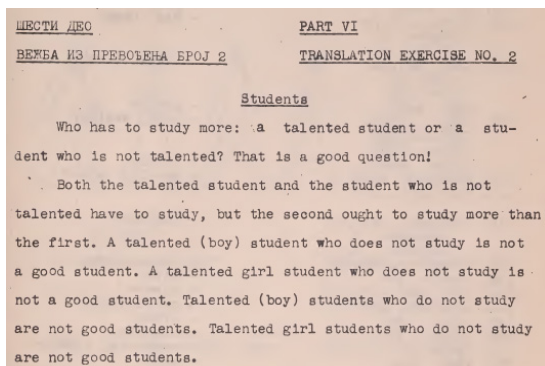 ШЕСТИ ДЕО
PART VI
ВЕЖБА ИЗ ПРЕВОЂЕЊА БРОЈ 2
TRANSLATION EXERCISE NO. 2
Students
Who has to study more: a talented student or a stu-
dent who is not talented? That is a good question!
Both the talented student and the student who is not
talented have to study, but the second ought to study more than
the first. A talented (boy) student who does not study is not
a good student. A talented girl student who does not study is
not a good student. Talented (boy) students who do not study
are not good students. Talented girl students who do not study
are not good students.